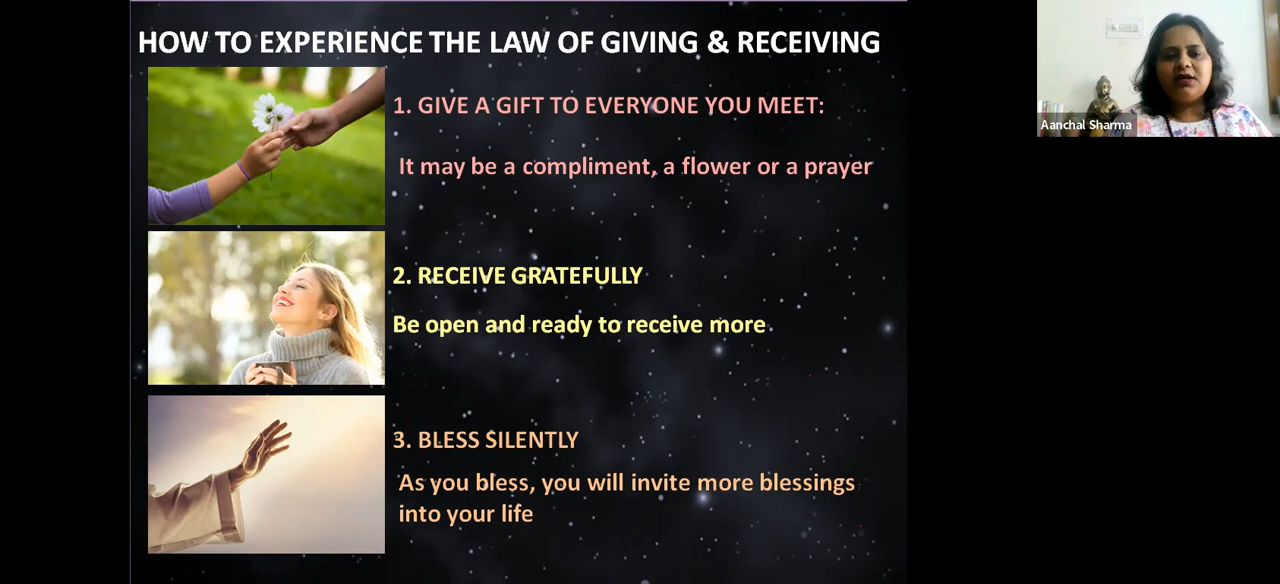 HOW TO EXPERIENCE THE LAW OF GIVING & RECEIVING
1. GIVE A GIFT TO EVERYONE YOU MEET:
It may be a compliment, a flower or a prayer
2. RECEIVE GRATEFULLY
Be open and ready to receive more
3. BLESS SILENTLY
As you bless, you will invite more blessings
into your life
Aanchal Sharma